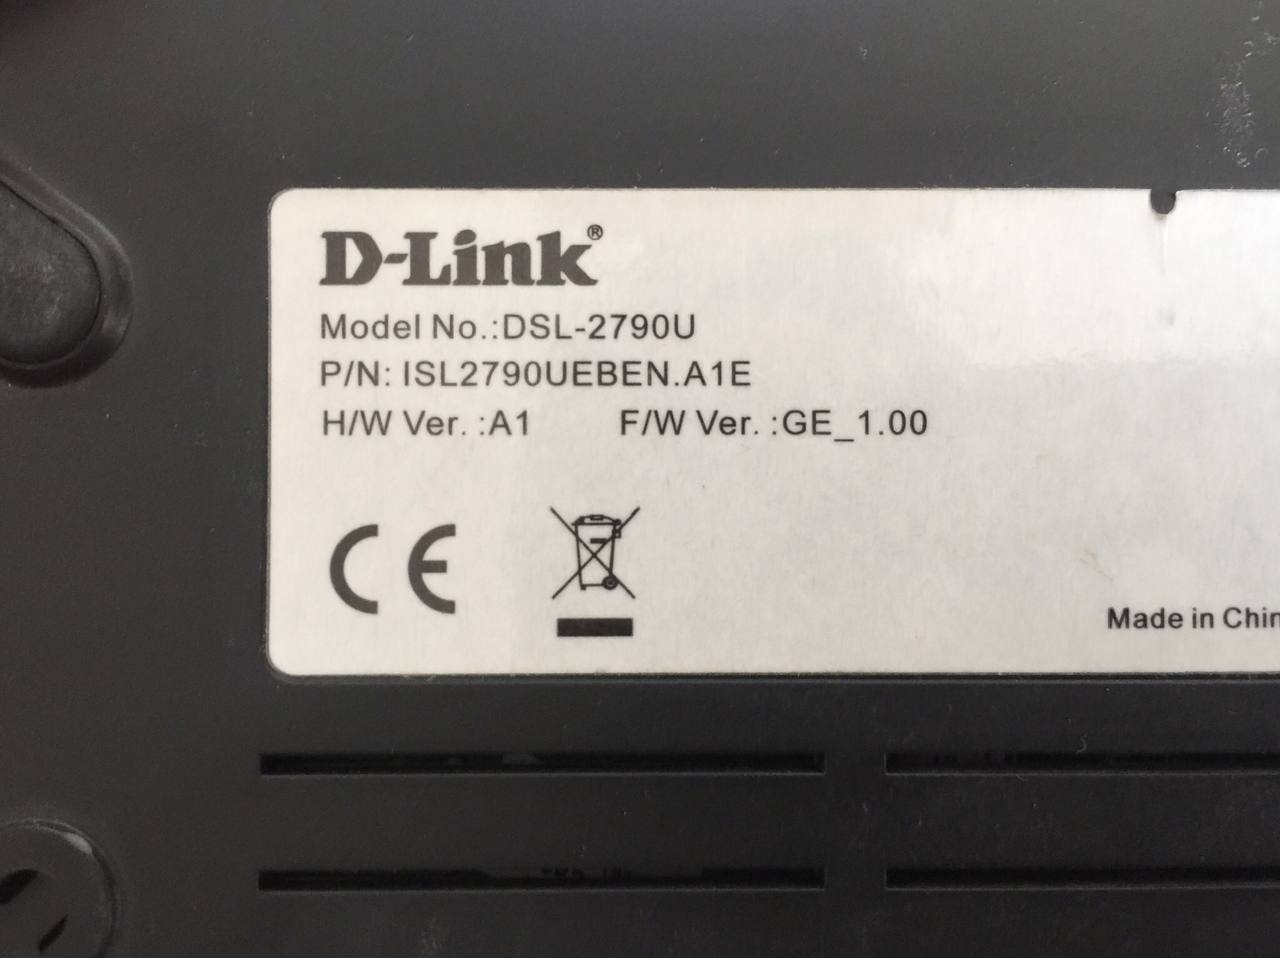 D-Link®
Model No.:DSL-2790U
P/N: ISL2790UEBEN.A1E
H/W Ver. :A1 F/W Ver. :GE_1.00
CE
Made in Chin